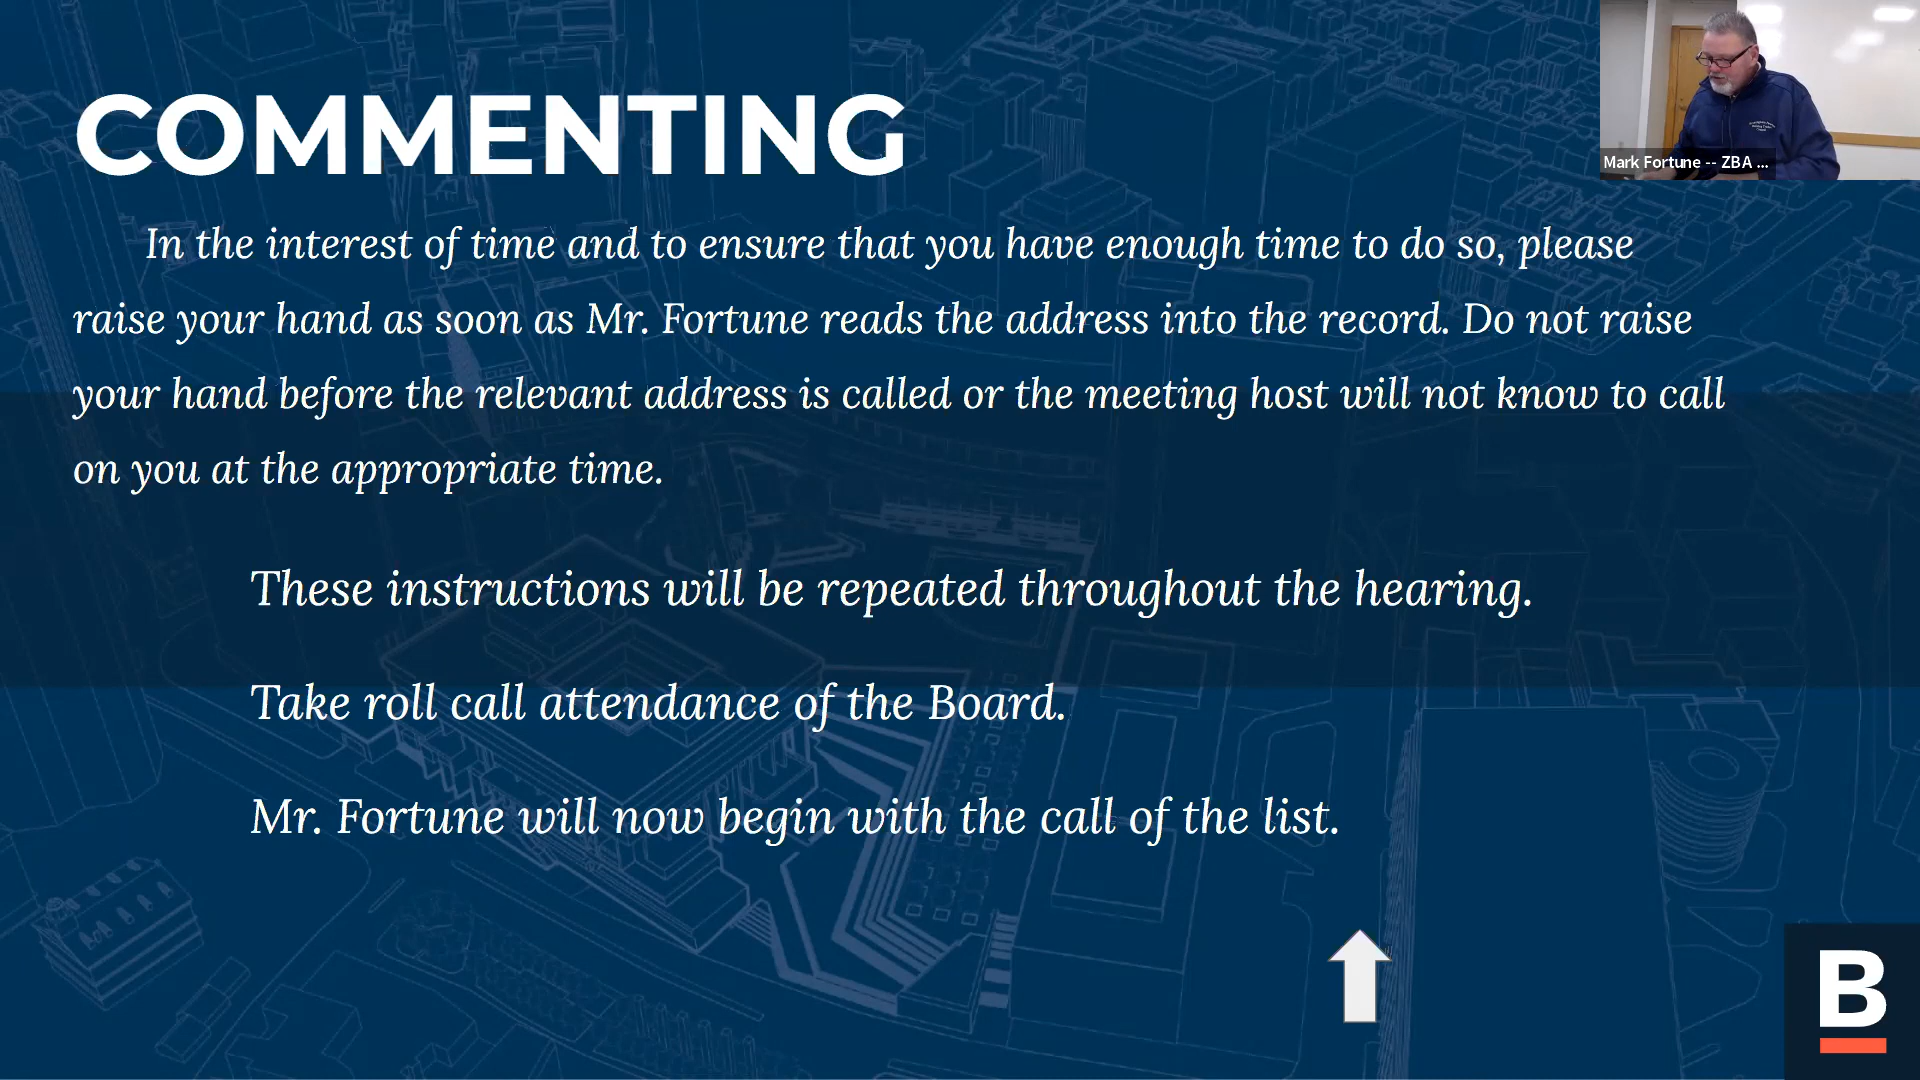 COMMENTING
Mark Fortune -- ZBA ...
In the interest of time and to ensure that you have enough time to do so, please
raise your hand as soon as Mr. Fortune reads the address into the record. Do not raise
your hand before the relevant address is called or the meeting host will not know to call
on you at the appropriate time.
These instructions will be repeated throughout the hearing.
Take roll call attendance of the Board.
Mr. Fortune will now begin with the call of the list.
B